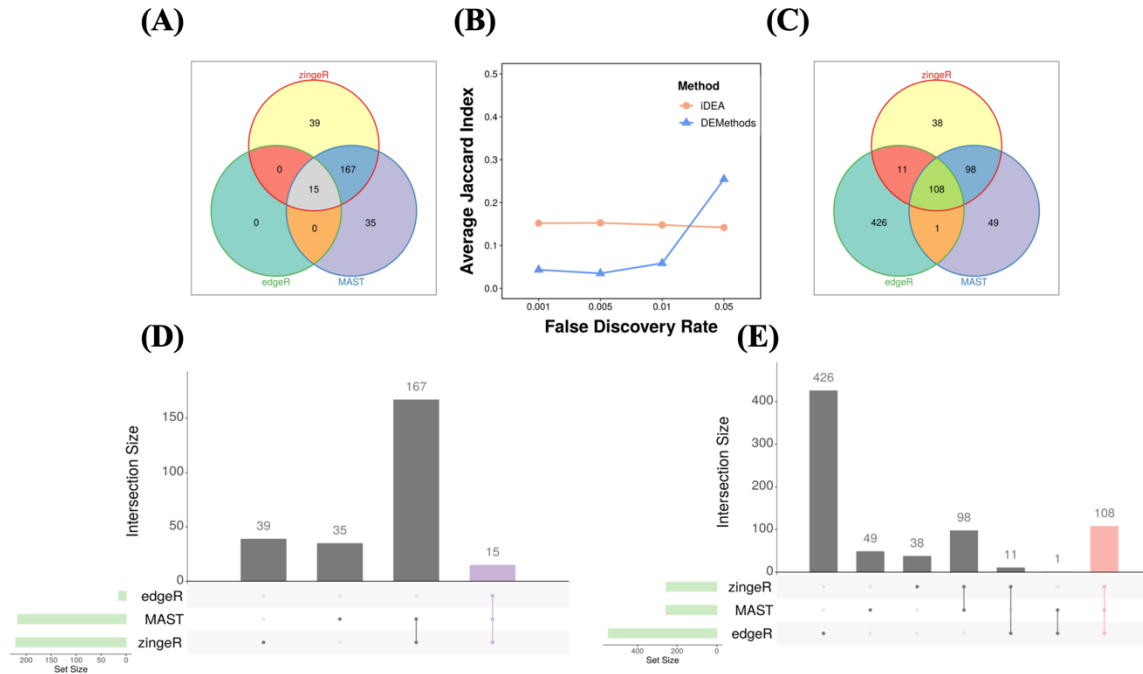 (A)
zingeR
39
0
167
15
0
0
35
edgeR
MAST
(B)
Average Jaccard Index
0.5
0.4
0.3
0.2
0.1
0.0
Method
iDEA
DEMethods
0.001
0.005
0.01
0.05
False Discovery Rate
(C)
zingeR
38
11
98
108
426
1
49
edgeR
MAST
(D)
Intersection Size
150
100
50
0
39
35
167
15
edgeR
MAST
zingeR
200 150 100 50 0
Set Size
(E)
Intersection Size
400
300
200
100
0
426
49
38
98
11
1
108
zingeR
MAST
edgeR
400 200 0
Set Size